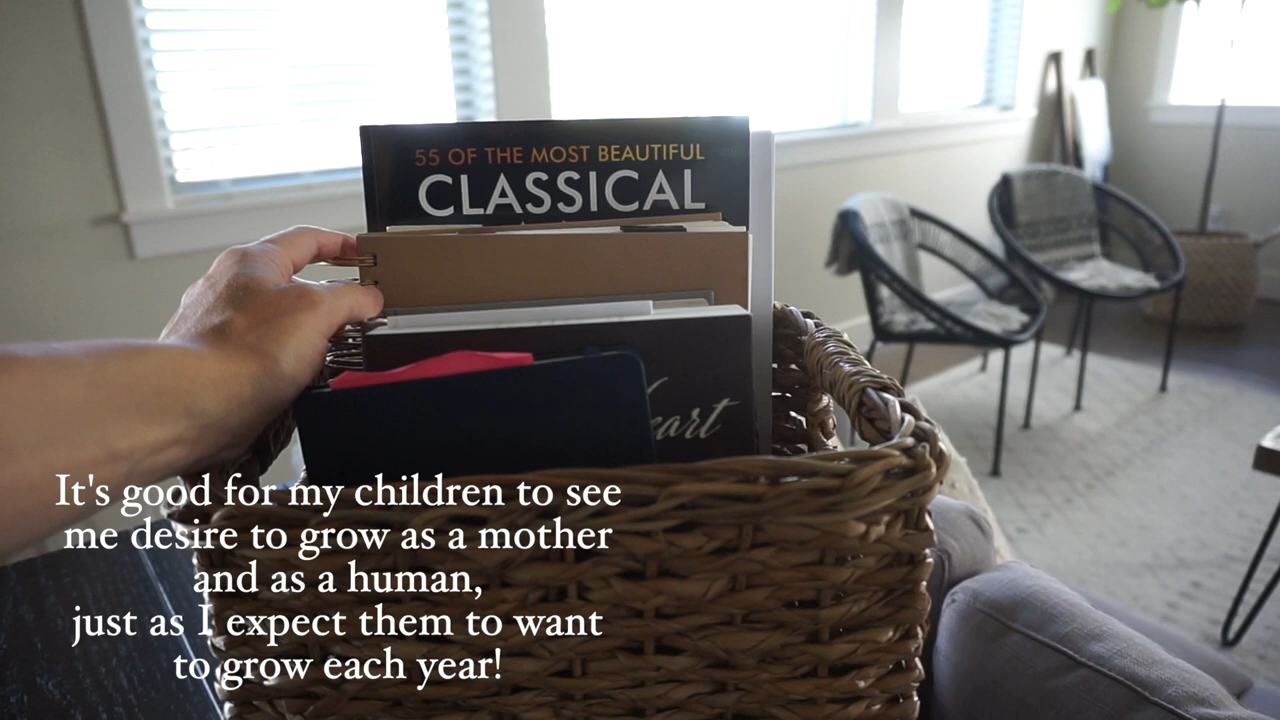 55 OF THE MOST BEAUTIFUL
CLASSICAL
It's good for my children to see
me desire to grow as a mother
and as a human,
just as I expect them to want
to grow each year!